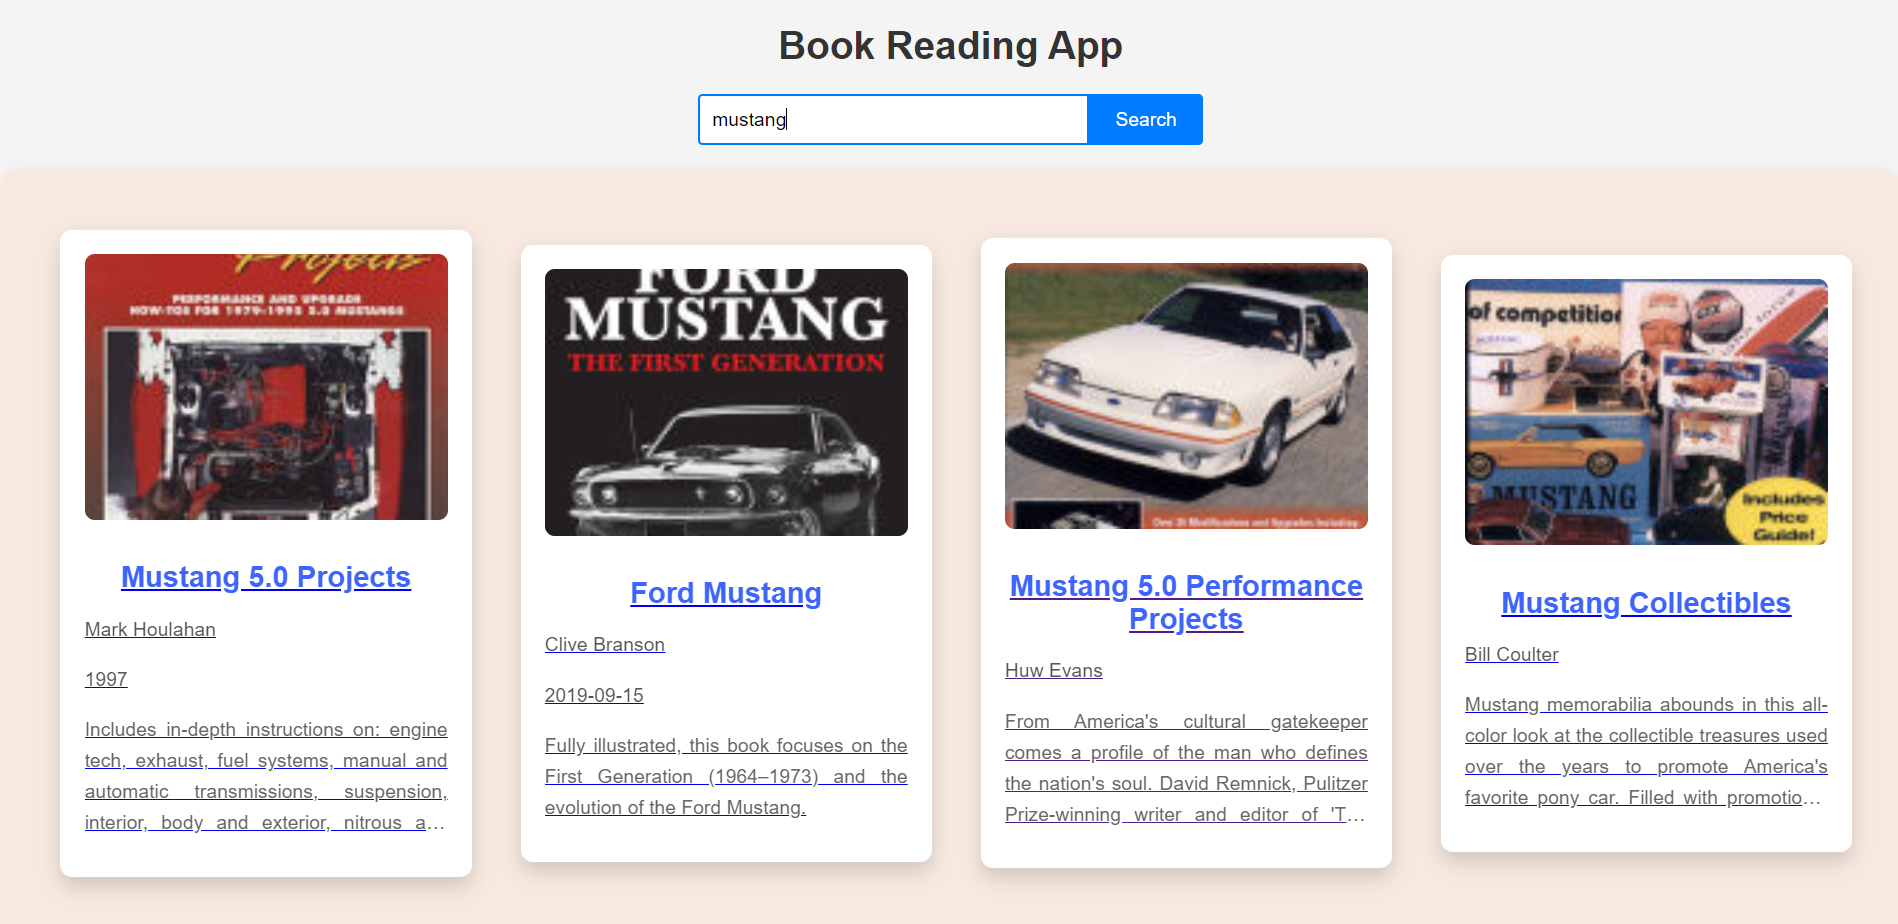 Book Reading App
mustang
Search
Projects
PERFORMANCE AND UPGRADE
HOW-TOS FOR 1979-1995 5.0 MUSTANGS
Mustang 5.0 Projects
Mark Houlahan
1997
Includes in-depth instructions on: engine
tech, exhaust, fuel systems, manual and
automatic transmissions, suspension,
interior, body and exterior, nitrous a…
FORD
MUSTANG
THE FIRST GENERATION
Ford Mustang
Clive Branson
2019-09-15
Fully illustrated, this book focuses on the
First Generation (1964–1973) and the
evolution of the Ford Mustang.
Over 35 Modifications and Upgrades Including
Mustang 5.0 Performance
Projects
Huw Evans
From America's cultural gatekeeper
comes a profile of the man who defines
the nation's soul. David Remnick, Pulitzer
Prize-winning writer and editor of 'T…
of competition
MUSTANG
Includes
Price
Guide!
Mustang Collectibles
Bill Coulter
Mustang memorabilia abounds in this all-
color look at the collectible treasures used
over the years to promote America's
favorite pony car. Filled with promotio…